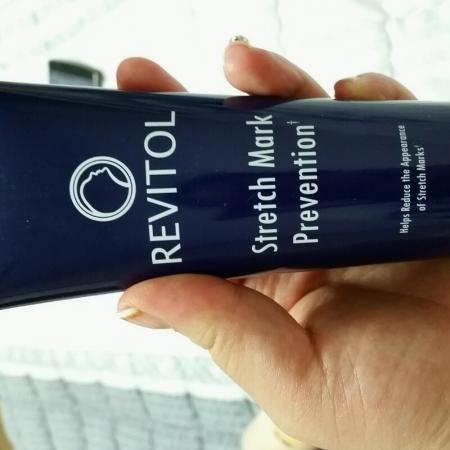 REVITOL
Stretch Mark
Prevention†
Helps Reduce the Appearance
of Stretch Marks†